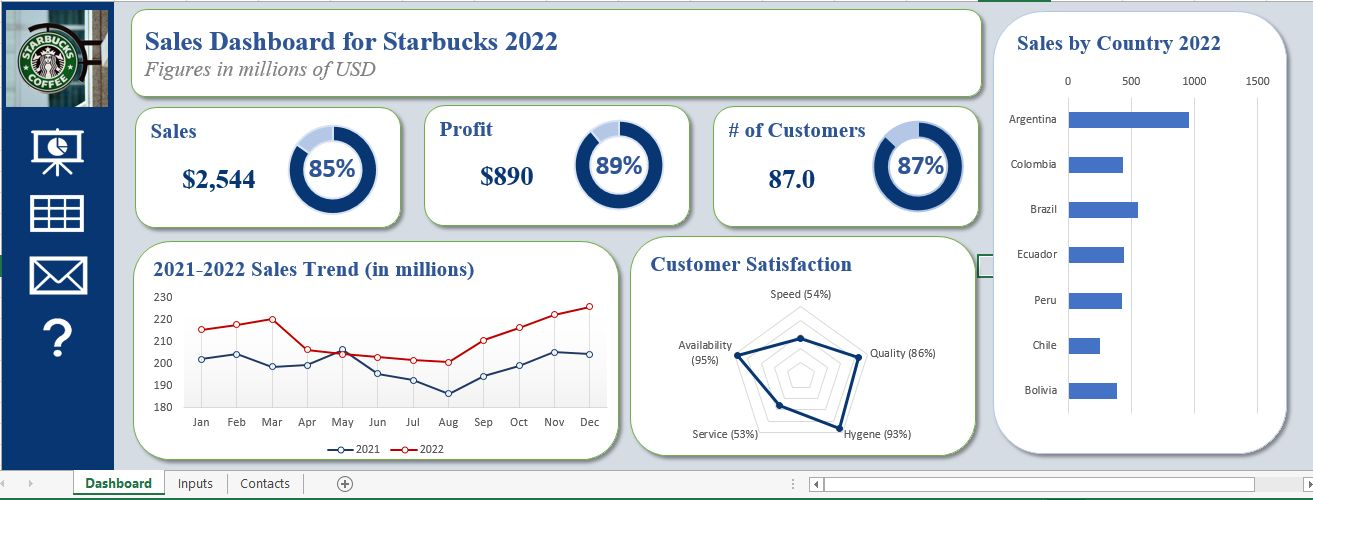 STARBUCKS
COFFEE
Sales Dashboard for Starbucks 2022
Figures in millions of USD
Sales
$2,544
85%
Profit
$890
89%
# of Customers
87.0
87%
2021-2022 Sales Trend (in millions)
230
220
210
200
190
180
Jan Feb Mar Apr May Jun Jul Aug Sep Oct Nov Dec
2021 2022
Customer Satisfaction
Speed (54%)
Quality (86%)
Hygene (93%)
Service (53%)
Availability
(95%)
Sales by Country 2022
0 500 1000 1500
Argentina
Colombia
Brazil
Ecuador
Peru
Chile
Bolivia
?
Dashboard Inputs Contacts